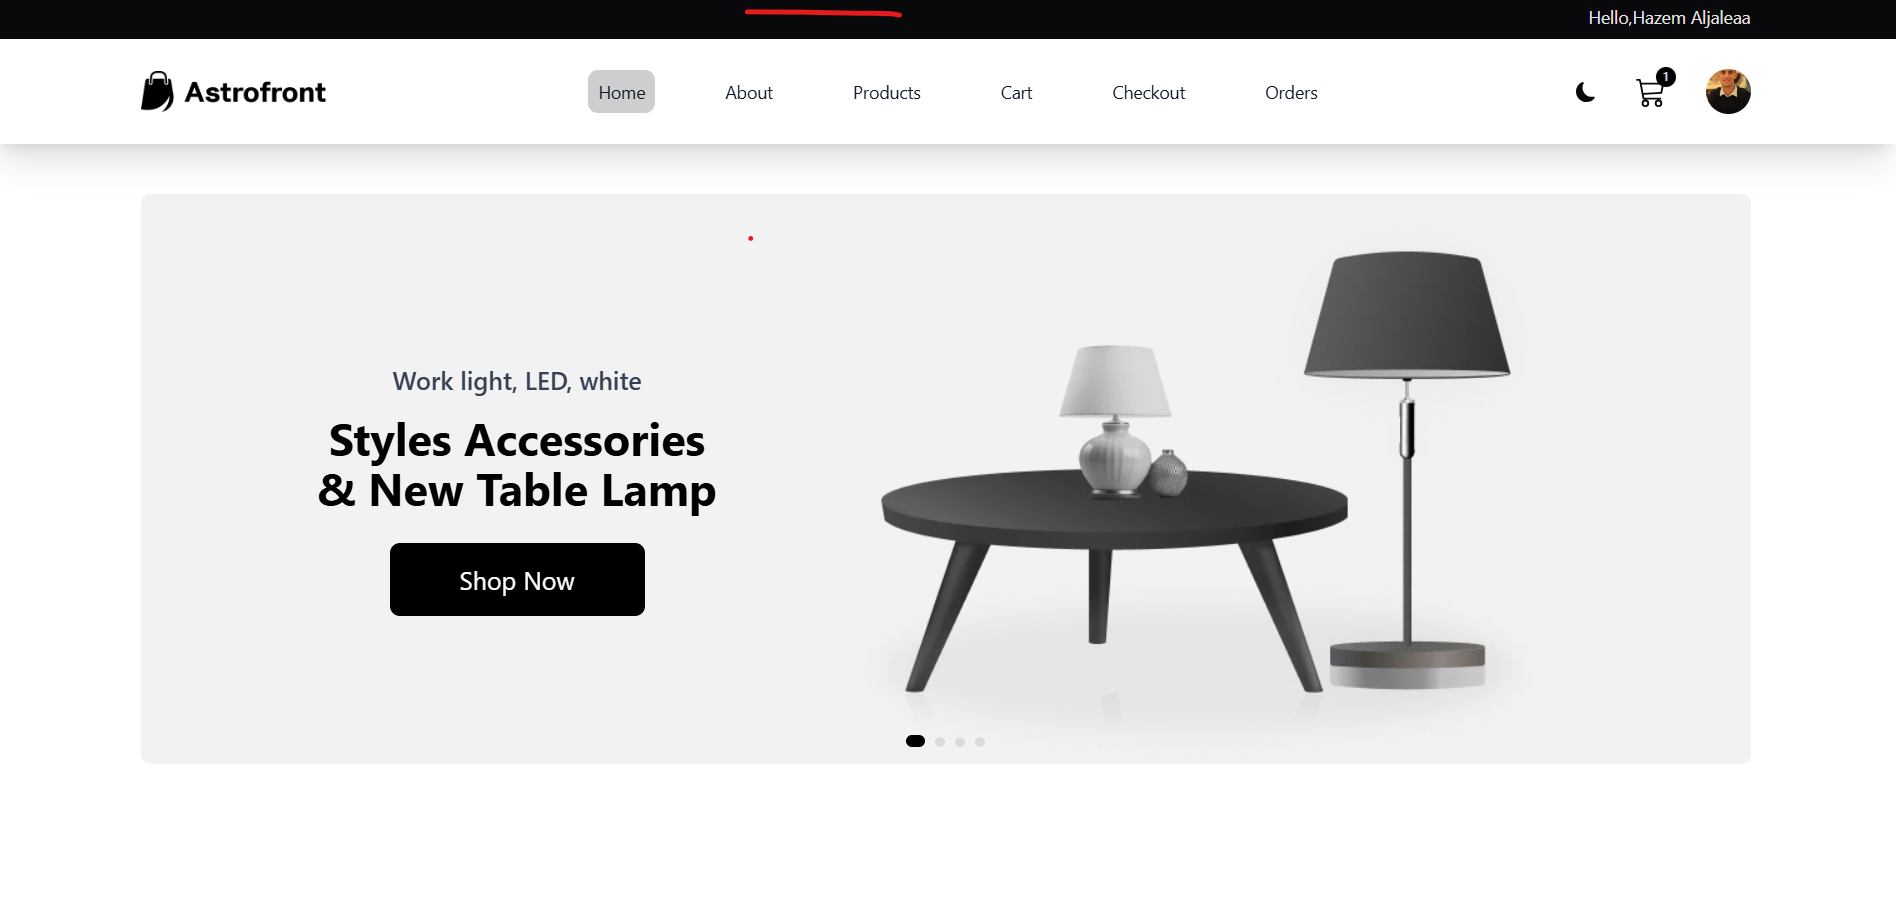 Hello,Hazem Aljaleaa
Astrofront
Home
About
Products
Cart
Checkout
Orders
1
Work light, LED, white
Styles Accessories
& New Table Lamp
Shop Now